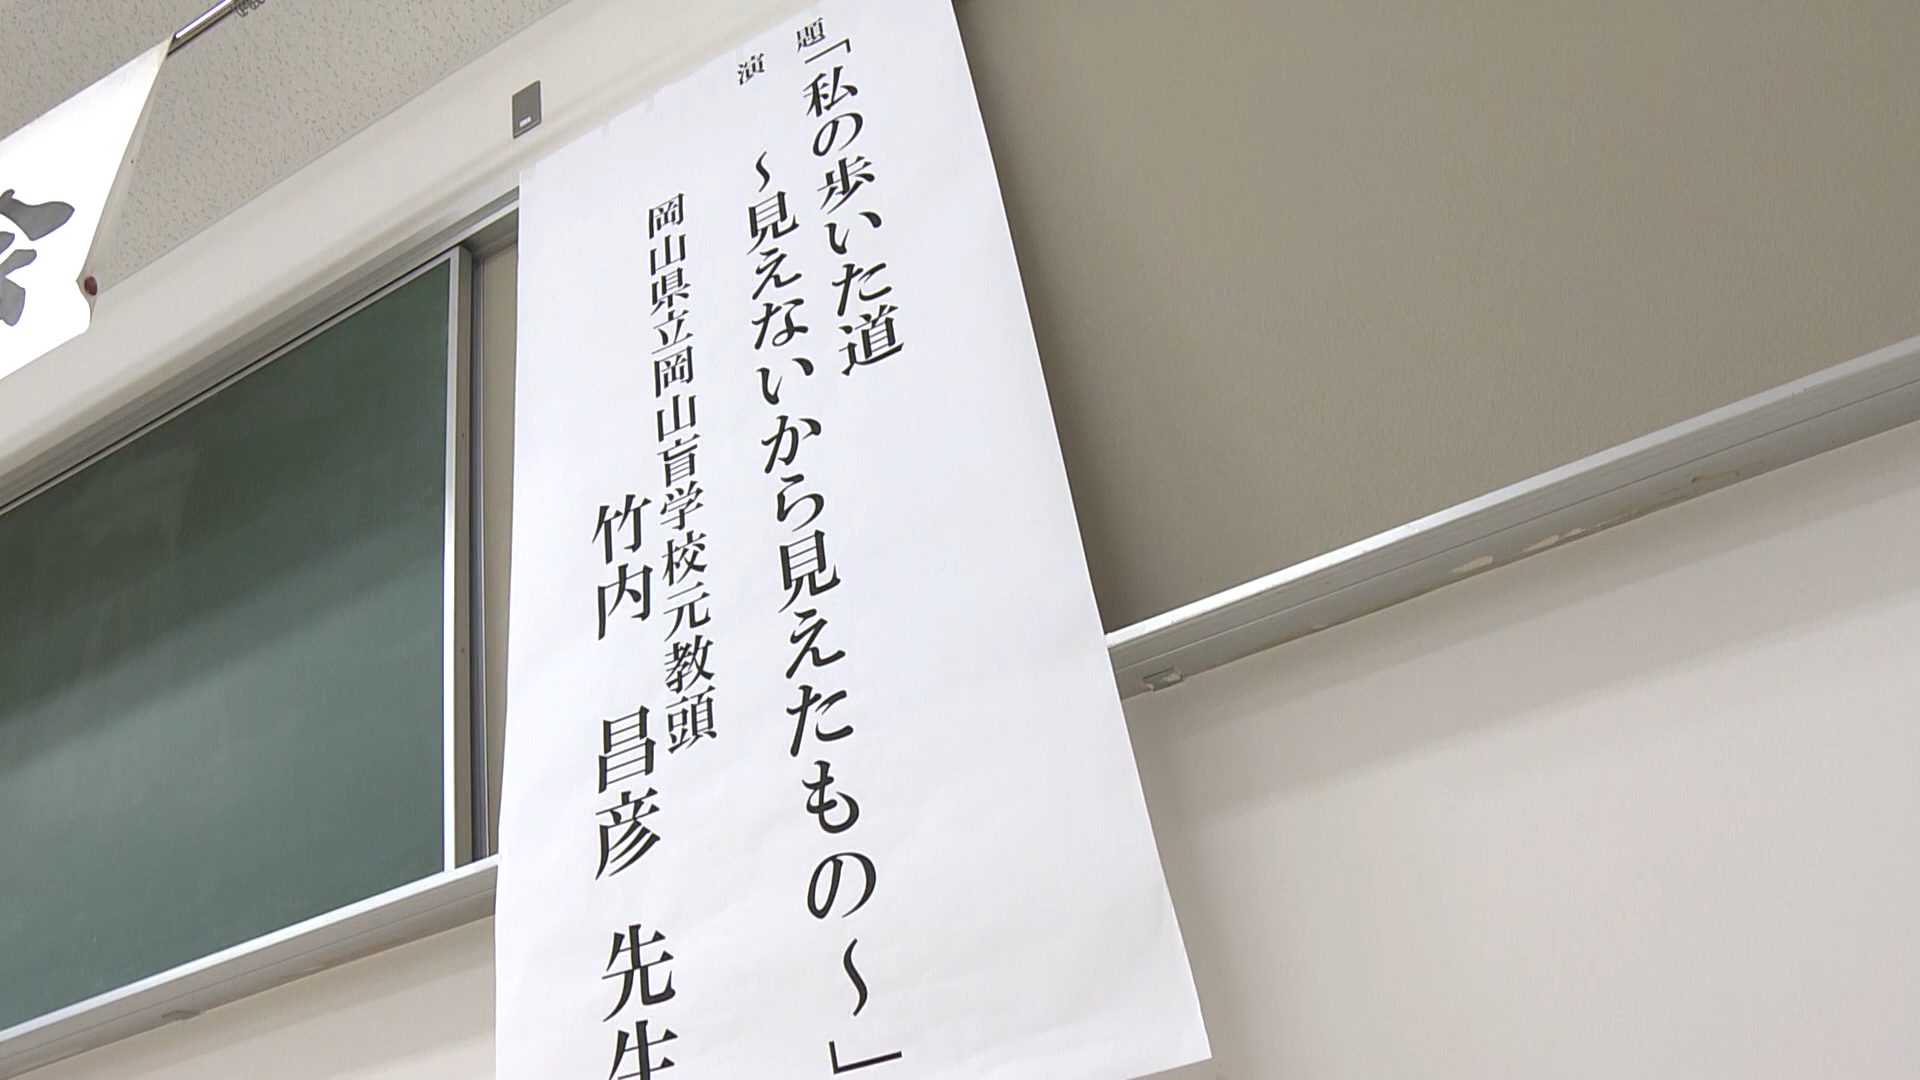 演題「私の歩いた道
～見えないから見えたもの～」
岡山県立岡山盲学校元教頭
竹内 昌彦 先生